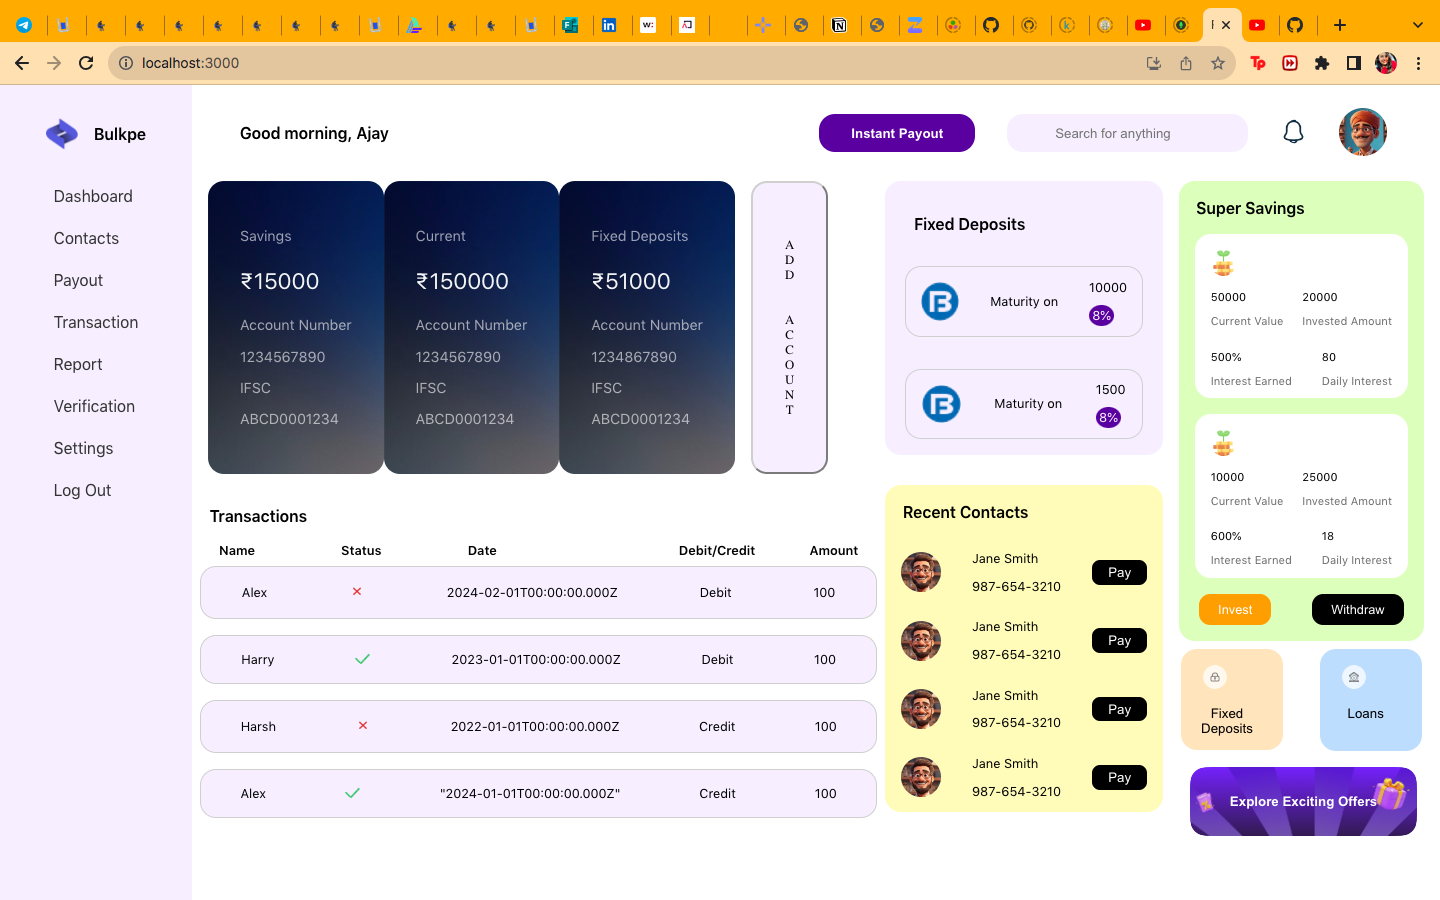 localhost:3000
Bulkpe
Dashboard
Contacts
Payout
Transaction
Report
Verification
Settings
Log Out
Good morning, Ajay
Instant Payout
Search for anything
Savings
₹15000
Account Number
1234567890
IFSC
ABCD0001234
Current
₹150000
Account Number
1234567890
IFSC
ABCD0001234
Fixed Deposits
₹51000
Account Number
1234867890
IFSC
ABCD0001234
ADD ACCOUNT
Transactions
Name Status Date Debit/Credit Amount
Alex 2024-02-01T00:00:00.000Z Debit 100
Harry 2023-01-01T00:00:00.000Z Debit 100
Harsh 2022-01-01T00:00:00.000Z Credit 100
Alex "2024-01-01T00:00:00.000Z" Credit 100
Fixed Deposits
Maturity on 10000
8%
Maturity on 1500
8%
Recent Contacts
Jane Smith
987-654-3210
Pay
Jane Smith
987-654-3210
Pay
Jane Smith
987-654-3210
Pay
Jane Smith
987-654-3210
Pay
Super Savings
50000 20000
Current Value Invested Amount
500% 80
Interest Earned Daily Interest
10000 25000
Current Value Invested Amount
600% 18
Interest Earned Daily Interest
Invest Withdraw
Fixed
Deposits
Loans
Explore Exciting Offers